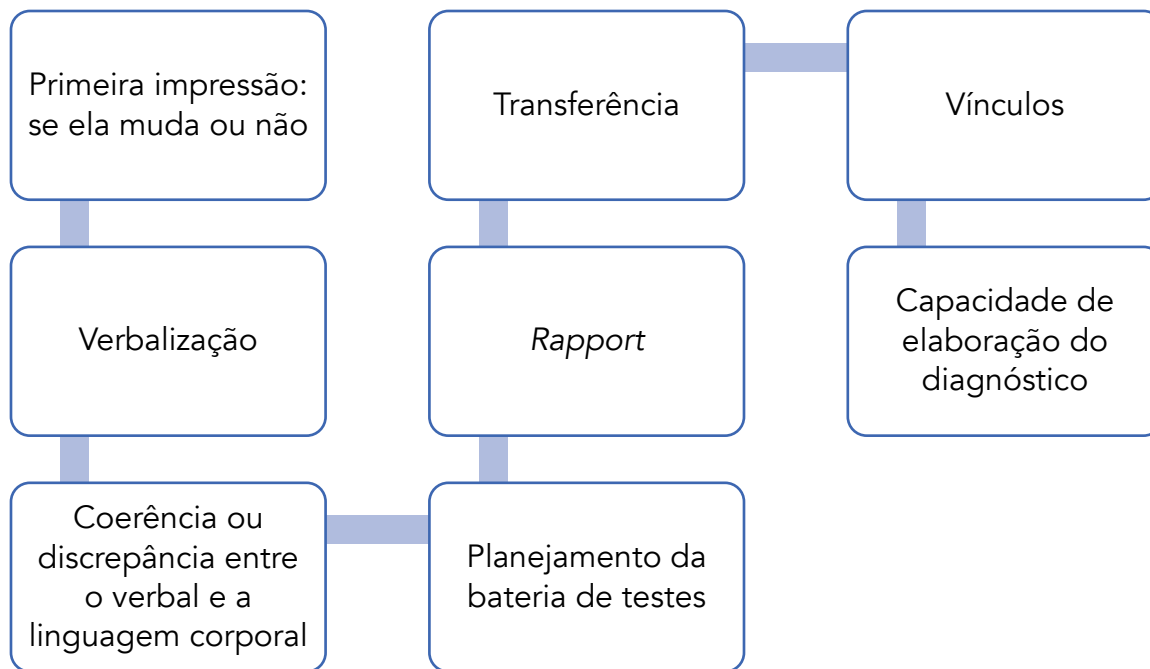 Primeira impressão:
se ela muda ou não
Verbalização
Coerência ou
discrepância entre
o verbal e a
linguagem corporal
Planejamento da
bateria de testes
Rapport
Transferência
Vínculos
Capacidade de
elaboração do
diagnóstico